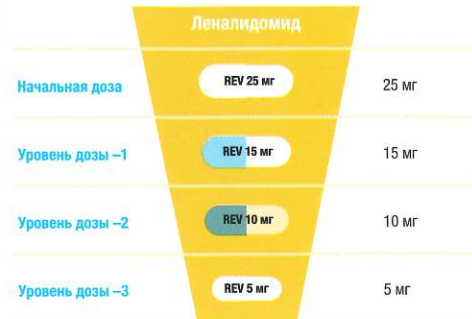 Леналидомид
Начальная доза REV 25 мг 25 мг
Уровень дозы –1 REV 15 мг 15 мг
Уровень дозы –2 REV 10 мг 10 мг
Уровень дозы –3 REV 5 мг 5 мг